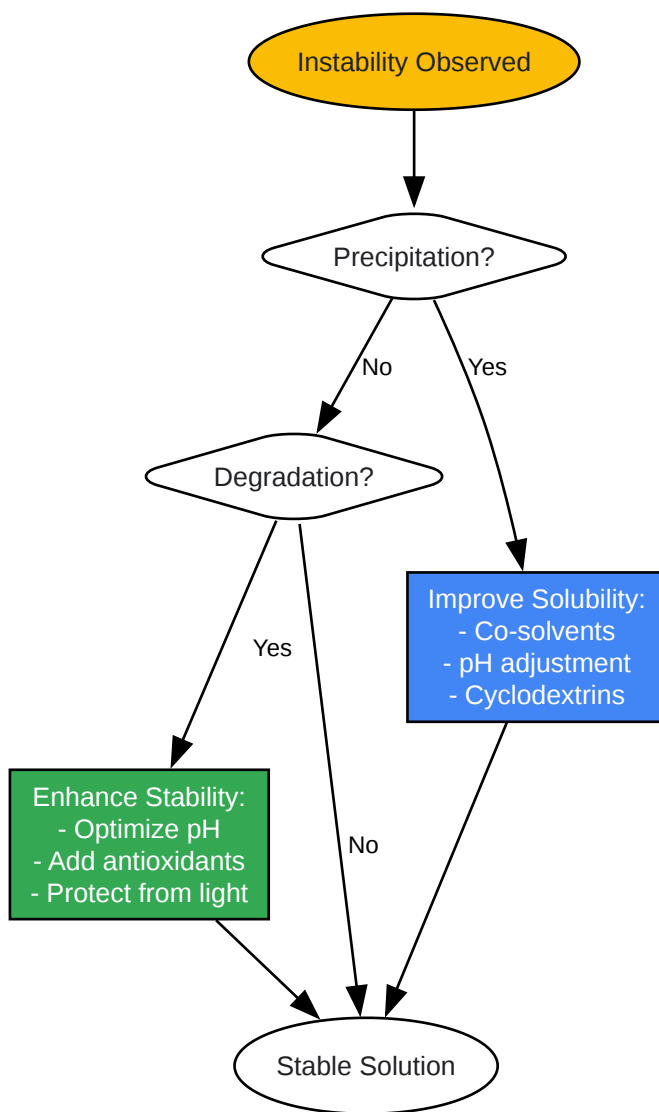 Instability Observed
Precipitation?
No
Yes
Degradation?
Improve Solubility:
- Co-solvents
- pH adjustment
- Cyclodextrins
Yes
Enhance Stability:
- Optimize pH
- Add antioxidants
- Protect from light
No
Stable Solution